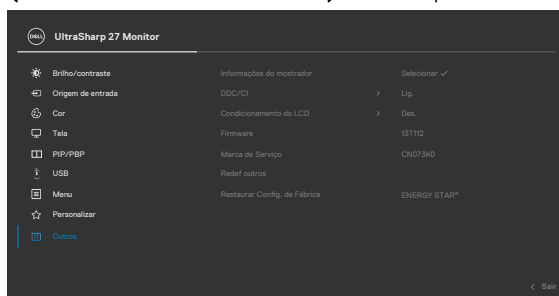 DELL UltraSharp 27 Monitor
Brilho/contraste Informações do mostrador Selecionar ✓
Origem de entrada DDC/CI > Lig.
Cor Condicionamento do LCD > Des.
Tela Firmware 13T112
PIP/PBP Marca de Serviço CN073K0
USB Redef outros
Menu Restaurar Config. de Fábrica ENERGY STAR®
Personalizar
Outros
< Sair